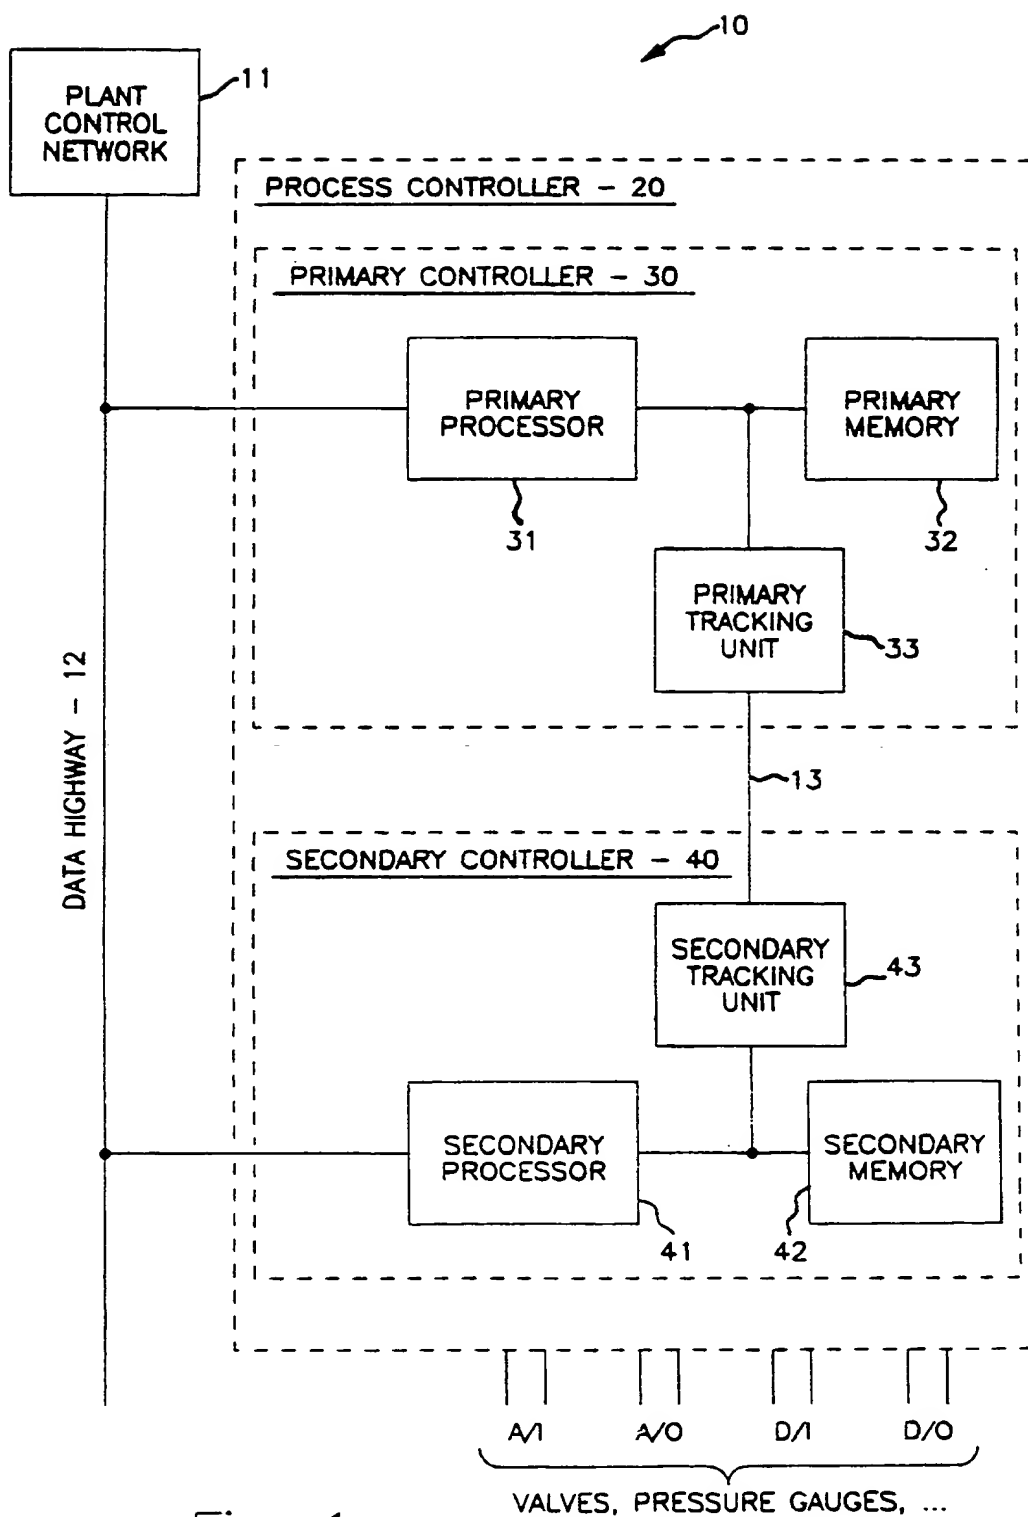 10
PLANT
CONTROL
NETWORK
11
PROCESS CONTROLLER - 20
PRIMARY CONTROLLER - 30
PRIMARY
PROCESSOR
31
PRIMARY
MEMORY
32
PRIMARY
TRACKING
UNIT
33
DATA HIGHWAY - 12
13
SECONDARY CONTROLLER - 40
SECONDARY
TRACKING
UNIT
43
SECONDARY
PROCESSOR
41
SECONDARY
MEMORY
42
A/I
A/O
D/I
D/O
VALVES, PRESSURE GAUGES, ...